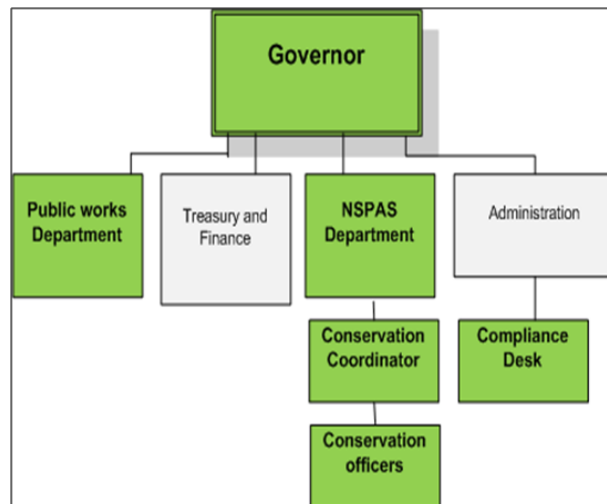 Governor
Public works
Department
Treasury and
Finance
NSPAS
Department
Administration
Conservation
Coordinator
Compliance
Desk
Conservation
officers